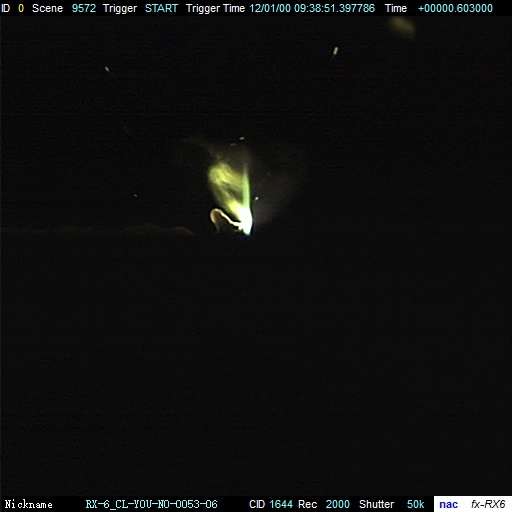 ID 0 Scene 9572 Trigger START Trigger Time 12/01/00 09:38:51.397786 Time +00000.603000
Nickname RX-6_CL-YOU-NO-0053-06 CID 1644 Rec 2000 Shutter 50k nac fx-RX6